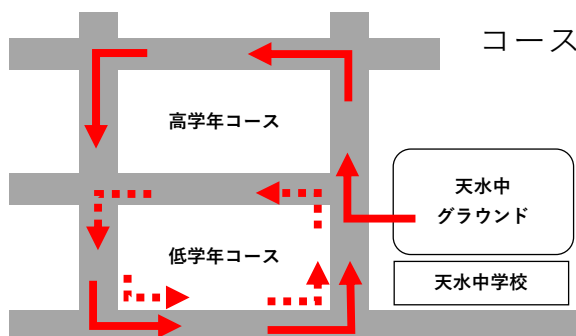 コース
高学年コース
天水中
グラウンド
低学年コース
天水中学校